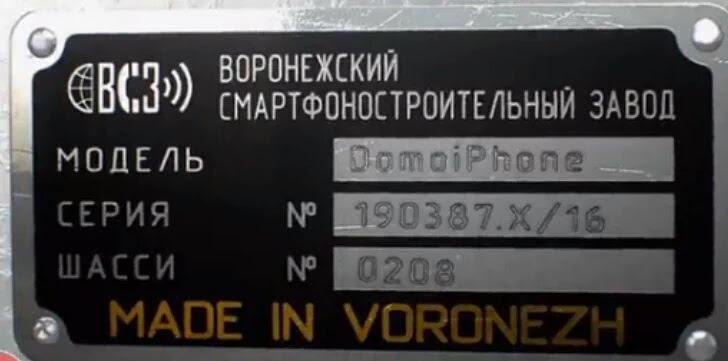 ВСЗ
ВОРОНЕЖСКИЙ
СМАРТФОНОСТРОИТЕЛЬНЫЙ ЗАВОД
МОДЕЛЬ DomoiPhone
СЕРИЯ № 190387.X/16
ШАССИ № 0208
MADE IN VORONEZH